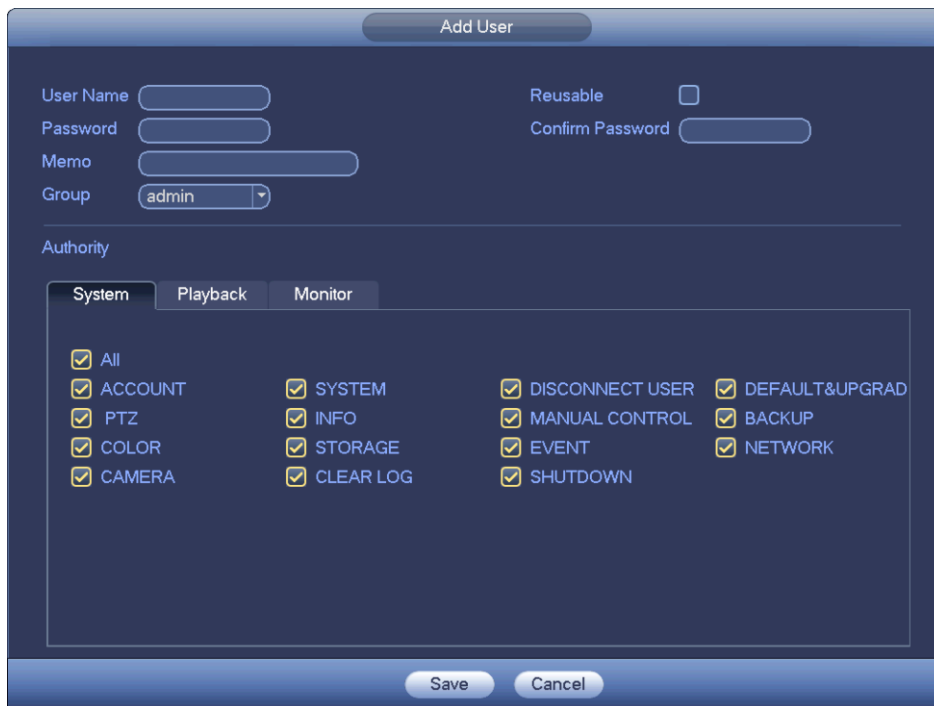 Add User
User Name Reusable
Password Confirm Password
Memo
Group admin
Authority
System Playback Monitor
All
ACCOUNT SYSTEM DISCONNECT USER DEFAULT&UPGRAD
PTZ INFO MANUAL CONTROL BACKUP
COLOR STORAGE EVENT NETWORK
CAMERA CLEAR LOG SHUTDOWN
Save Cancel